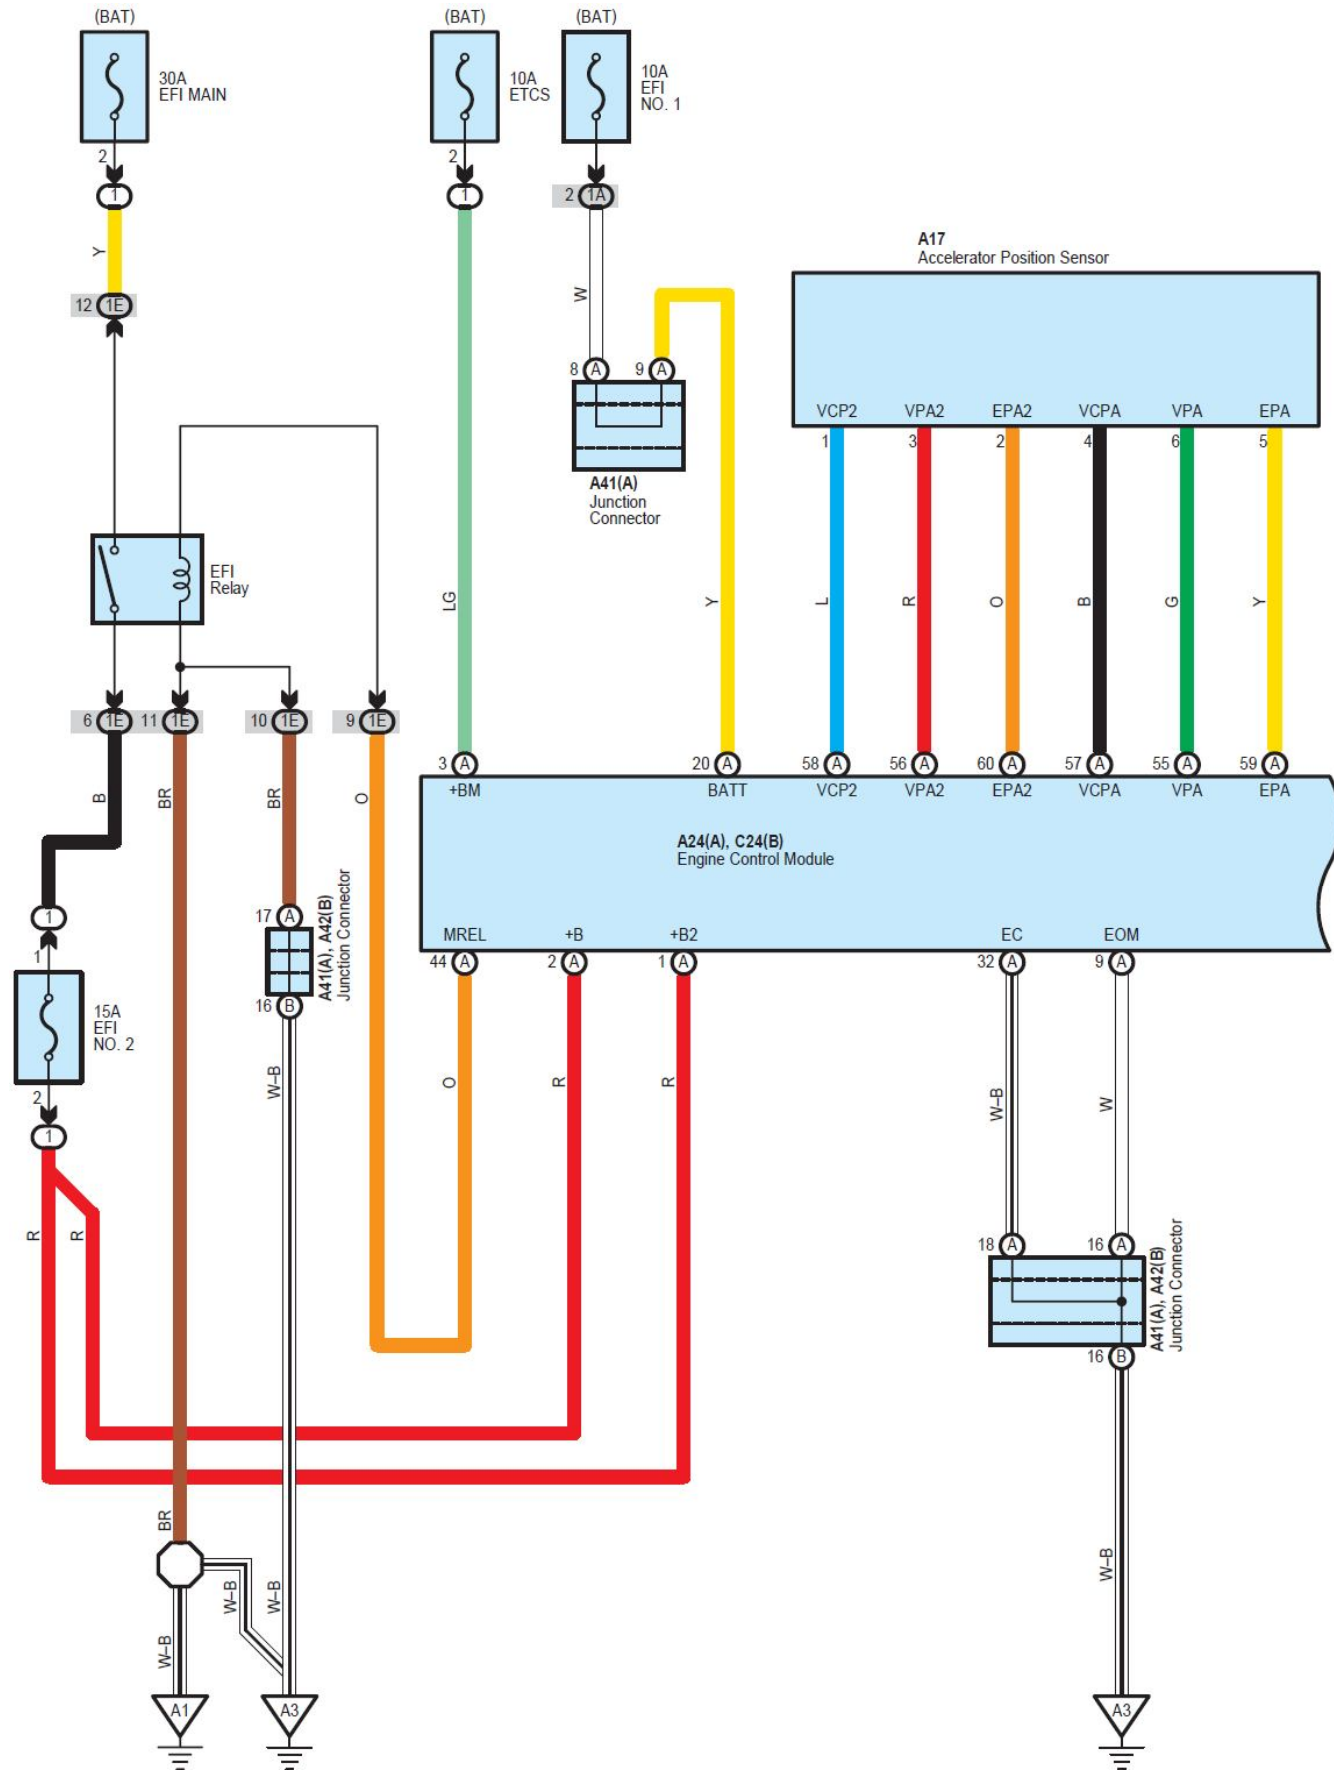 (BAT)
(BAT)
(BAT)
30A
EFI MAIN
10A
ETCS
10A
EFI
NO. 1
2
2
1
1
2 1A
Y
12 1E
W
A17
Accelerator Position Sensor
8 A
9 A
VCP2 VPA2 EPA2 VCPA VPA EPA
1 3 2 4 6 5
A41(A)
Junction
Connector
EFI
Relay
LG
Y
L
R
O
B
G
Y
6 1E
11 1E
10 1E
9 1E
3 A
20 A
58 A
56 A
60 A
57 A
55 A
59 A
+BM BATT VCP2 VPA2 EPA2 VCPA VPA EPA
B
BR
BR
O
A24(A), C24(B)
Engine Control Module
1
17 A
A41(A), A42(B)
Junction Connector
MREL +B +B2 EC EOM
1
44 A
2 A
1 A
32 A
9 A
15A
EFI
NO. 2
16 B
2
1
W–B
O
R
R
W–B
W
R
R
18 A
16 A
A41(A), A42(B)
Junction Connector
16 B
BR
W–B
W–B
W–B
W–B
A1
A3
A3